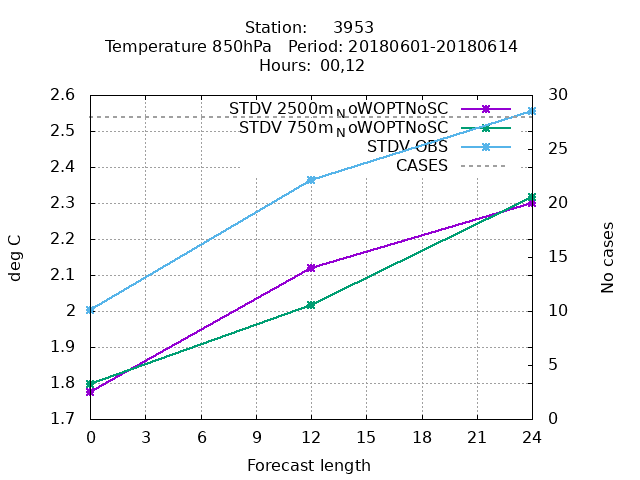 Station: 3953
Temperature 850hPa Period: 20180601-20180614
Hours: 00,12
2.6
2.5
2.4
2.3
2.2
2.1
2
1.9
1.8
1.7
deg C
STDV 2500m_NoWOPTNoSC
STDV 750m_NoWOPTNoSC
STDV OBS
CASES
30
25
20
15
10
5
0
No cases
0 3 6 9 12 15 18 21 24
Forecast length